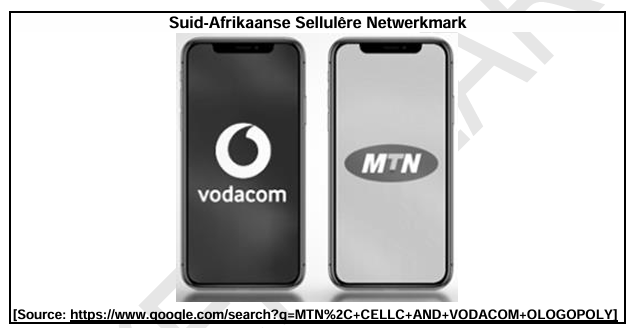 Suid-Afrikaanse Sellulêre Netwerkmark
vodacom
MTN
[Source: https://www.google.com/search?q=MTN%2C+CELLC+AND+VODACOM+OLOGOPOLY]